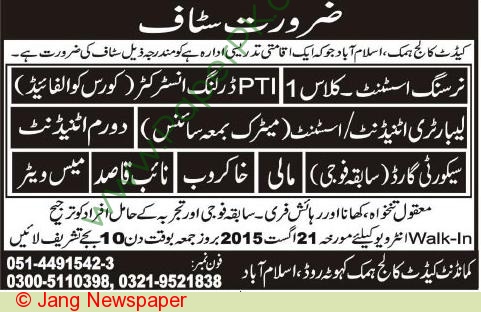 ضرورت سٹاف
کیڈٹ کالج ہمک، اسلام آباد جو کہ ایک اقامتی تدریسی ادارہ ہے کو مندرجہ ذیل سٹاف کی ضرورت ہے۔
نرسنگ اسسٹنٹ۔کلاس 1 PTI ڈرلنگ انسٹرکٹر (کورس کوالفائیڈ)
لیبارٹری اٹینڈنٹ/اسسٹنٹ (میٹرک بمعہ سائنس) دورم اٹینڈنٹ
سیکورٹی گارڈ (سابقہ فوجی) مالی خاکروب نائب قاصد میس ویٹر
معقول تنخواہ، کھانا اور رہائش فری۔ سابقہ فوجی اور تجربہ کے حامل افراد کو ترجیح
Walk-In انٹرویو کیلئے مورخہ 21 اگست 2015 بروز جمعہ بوقت دن 10 بجے تشریف لائیں
کمانڈنٹ کیڈٹ کالج ہمک کہوٹہ روڈ، اسلام آباد
فون نمبر: 051-4491542-3
0300-5110398, 0321-9521838
© Jang Newspaper